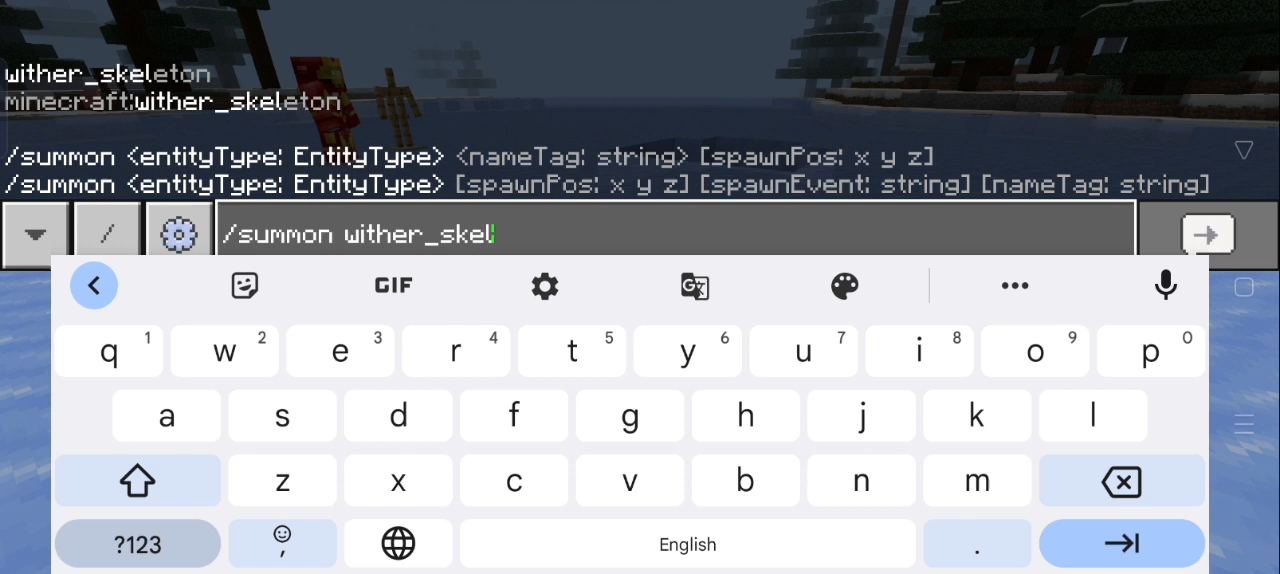 wither_skeleton
minecraft:wither_skeleton
/summon <entityType: EntityType> <nameTag: string> [spawnPos: x y z]
/summon <entityType: EntityType> [spawnPos: x y z] [spawnEvent: string] [nameTag: string]
/ /summon wither_skel
GIF
q 1 w 2 e 3 r 4 t 5 y 6 u 7 i 8 o 9 p 0
a s d f g h j k l
z x c v b n m
?123 , English .